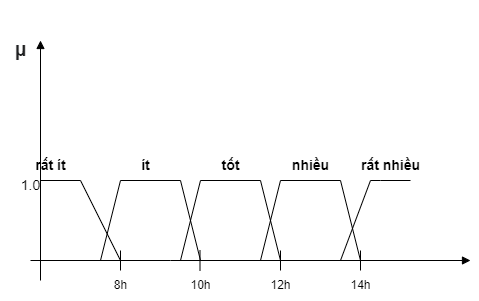 μ
rất ít ít tốt nhiều rất nhiều
1.0
8h 10h 12h 14h